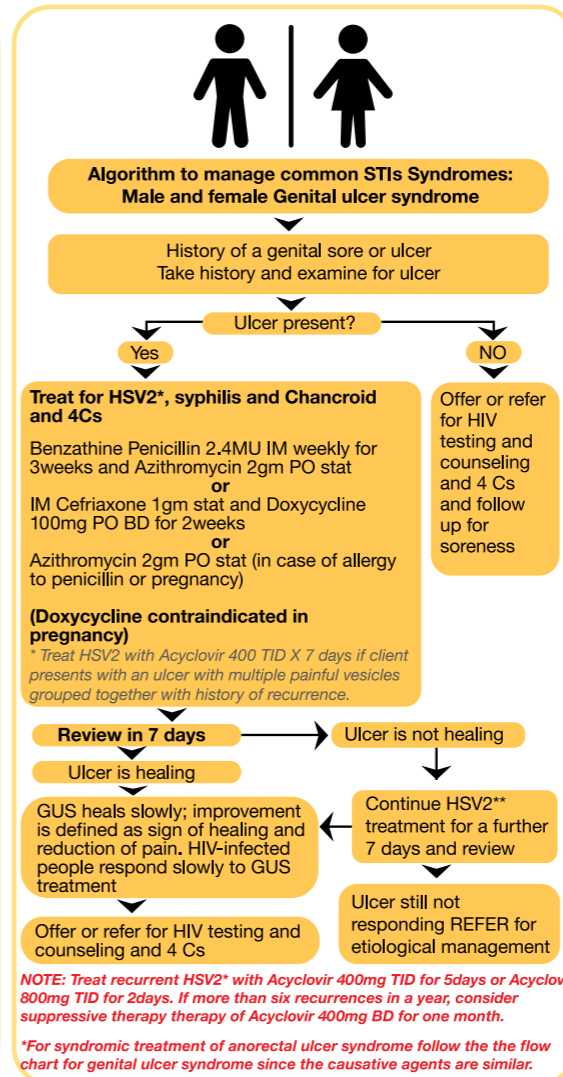 Algorithm to manage common STIs Syndromes:
Male and female Genital ulcer syndrome
History of a genital sore or ulcer
Take history and examine for ulcer
Ulcer present?
Yes
NO
Treat for HSV2*, syphilis and Chancroid
and 4Cs
Benzathine Penicillin 2.4MU IM weekly for
3weeks and Azithromycin 2gm PO stat
or
IM Cefriaxone 1gm stat and Doxycycline
100mg PO BD for 2weeks
or
Azithromycin 2gm PO stat (in case of allergy
to penicillin or pregnancy)
(Doxycycline contraindicated in
pregnancy)
* Treat HSV2 with Acyclovir 400 TID X 7 days if client
presents with an ulcer with multiple painful vesicles
grouped together with history of recurrence.
Offer or refer
for HIV
testing and
counseling
and 4 Cs
and follow
up for
soreness
Review in 7 days
Ulcer is not healing
Ulcer is healing
GUS heals slowly; improvement
is defined as sign of healing and
reduction of pain. HIV-infected
people respond slowly to GUS
treatment
Continue HSV2**
treatment for a further
7 days and review
Offer or refer for HIV testing and
counseling and 4 Cs
Ulcer still not
responding REFER for
etiological management
NOTE: Treat recurrent HSV2* with Acyclovir 400mg TID for 5days or Acyclov
800mg TID for 2days. If more than six recurrences in a year, consider
suppressive therapy therapy of Acyclovir 400mg BD for one month.
*For syndromic treatment of anorectal ulcer syndrome follow the the flow
chart for genital ulcer syndrome since the causative agents are similar.